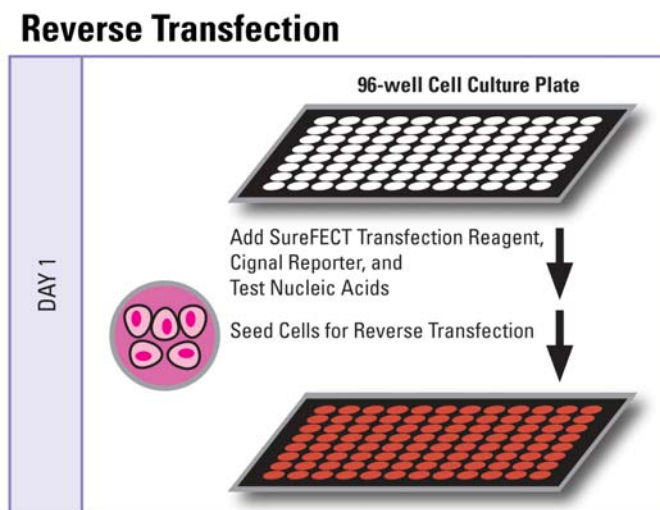 Reverse Transfection
96-well Cell Culture Plate
DAY 1
Add SureFECT Transfection Reagent,
Cignal Reporter, and
Test Nucleic Acids
Seed Cells for Reverse Transfection